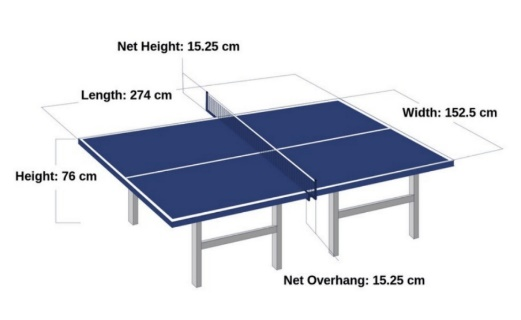 Net Height: 15.25 cm
Length: 274 cm
Width: 152.5 cm
Height: 76 cm
Net Overhang: 15.25 cm